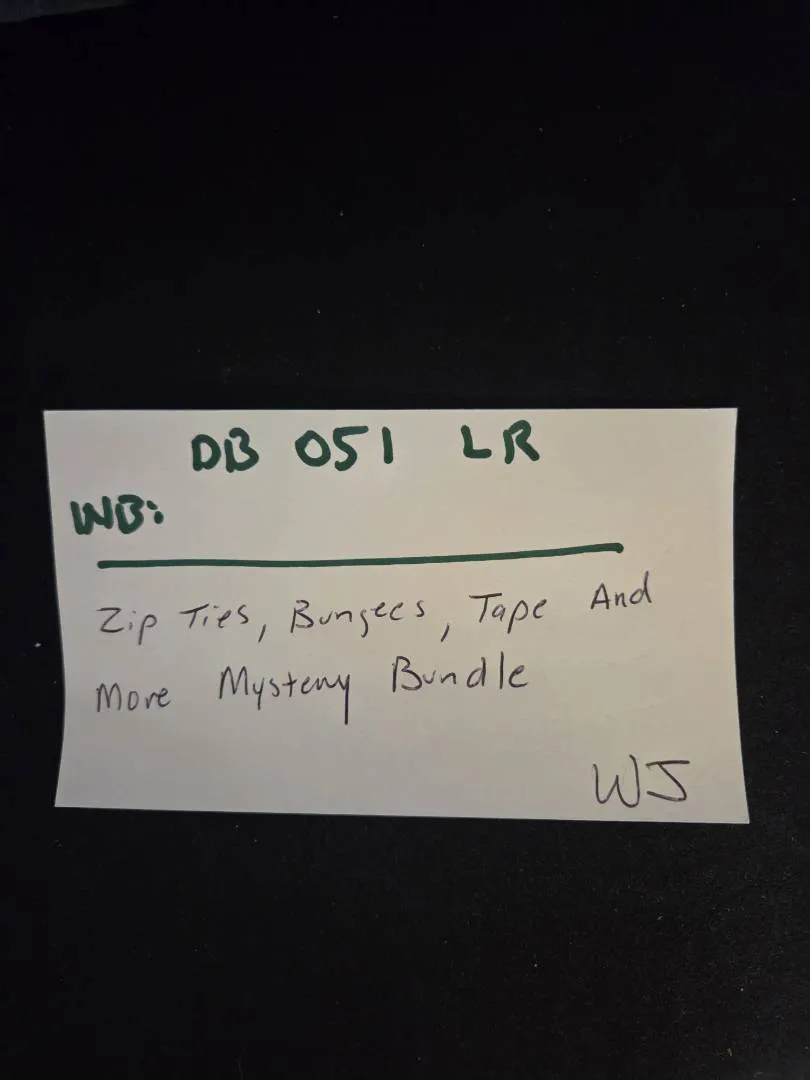 DB 051 LR
WB:
Zip Ties, Bungees, Tape And
More Mystery Bundle
WJ